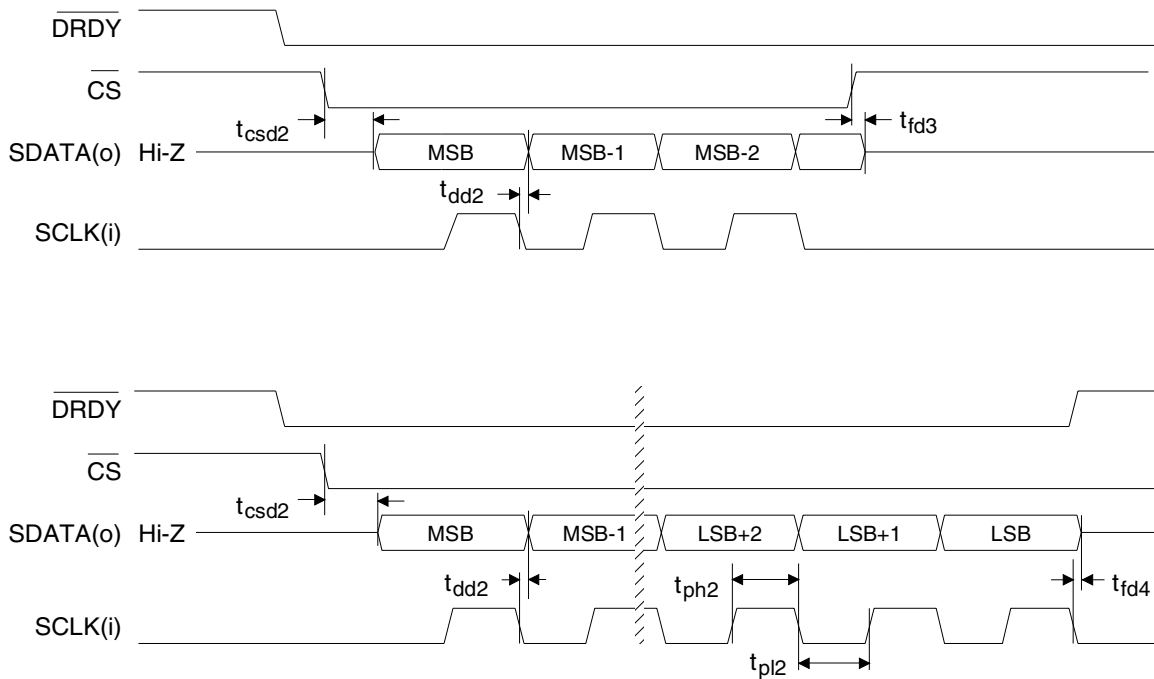 DRDY
CS
t_csd2
t_fd3
SDATA(o) Hi-Z MSB MSB-1 MSB-2
t_dd2
SCLK(i)
DRDY
CS
t_csd2
SDATA(o) Hi-Z MSB MSB-1 LSB+2 LSB+1 LSB
t_dd2 t_ph2 t_fd4
SCLK(i)
t_pl2